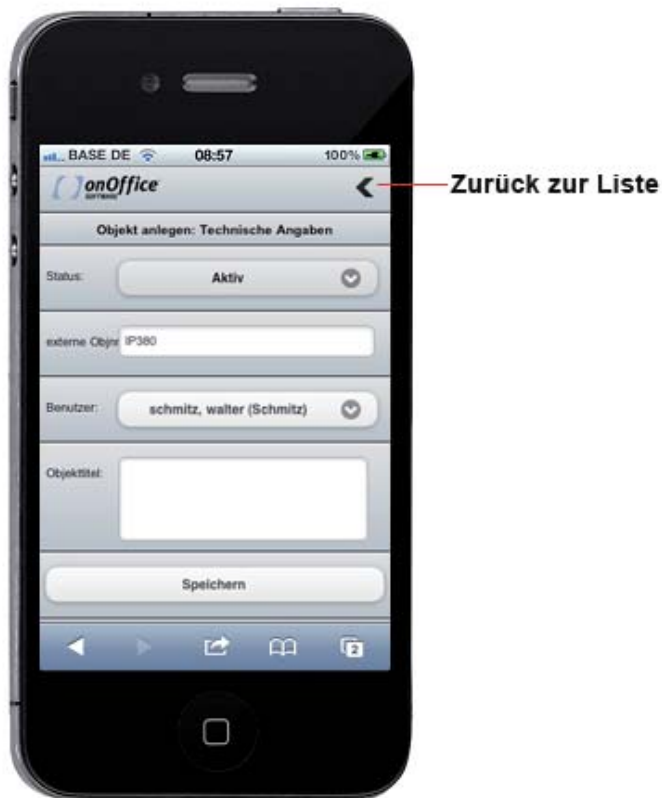 BASE DE 08:57 100%
onOffice
SOFTWARE
Zurück zur Liste
Objekt anlegen: Technische Angaben
Status: Aktiv
externe Objnr IP380
Benutzer: schmitz, walter (Schmitz)
Objekttitel:
Speichern
2